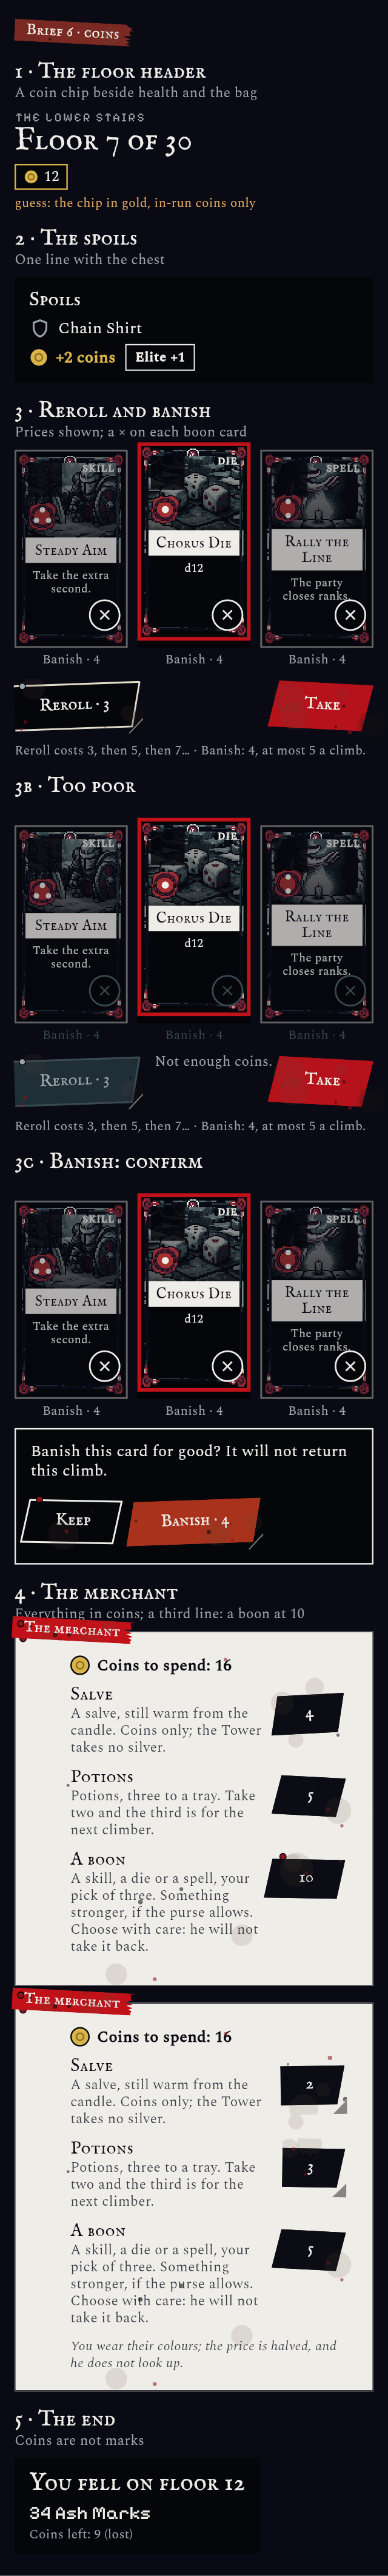 Brief 6 · coins
1 · The floor header
A coin chip beside health and the bag
THE LOWER STAIRS
Floor 7 of 30
12
guess: the chip in gold, in-run coins only
2 · The spoils
One line with the chest
Spoils
Chain Shirt
+2 coins Elite +1
3 · Reroll and banish
Prices shown; a × on each boon card
SKILL
Steady Aim
Take the extra
second.
Banish · 4
DIE
Chorus Die
d12
Banish · 4
SPELL
Rally the
Line
The party
closes ranks.
Banish · 4
Reroll · 3
Take
Reroll costs 3, then 5, then 7… · Banish: 4, at most 5 a climb.
3b · Too poor
SKILL
Steady Aim
Take the extra
second.
Banish · 4
DIE
Chorus Die
d12
Banish · 4
SPELL
Rally the
Line
The party
closes ranks.
Banish · 4
Reroll · 3
Not enough coins.
Take
Reroll costs 3, then 5, then 7… · Banish: 4, at most 5 a climb.
3c · Banish: confirm
SKILL
Steady Aim
Take the extra
second.
Banish · 4
DIE
Chorus Die
d12
Banish · 4
SPELL
Rally the
Line
The party
closes ranks.
Banish · 4
Banish this card for good? It will not return
this climb.
Keep
Banish · 4
4 · The merchant
Everything in coins; a third line: a boon at 10
The merchant
Coins to spend: 16
Salve
A salve, still warm from the
candle. Coins only; the Tower
takes no silver.
4
Potions
Potions, three to a tray. Take
two and the third is for the
next climber.
5
A boon
A skill, a die or a spell, your
pick of three. Something
stronger, if the purse allows.
Choose with care: he will not
take it back.
10
The merchant
Coins to spend: 16
Salve
A salve, still warm from the
candle. Coins only; the Tower
takes no silver.
2
Potions
Potions, three to a tray. Take
two and the third is for the
next climber.
3
A boon
A skill, a die or a spell, your
pick of three. Something
stronger, if the purse allows.
Choose with care: he will not
take it back.
5
You wear their colours; the price is halved, and
he does not look up.
5 · The end
Coins are not marks
You fell on floor 12
34 Ash Marks
Coins left: 9 (lost)